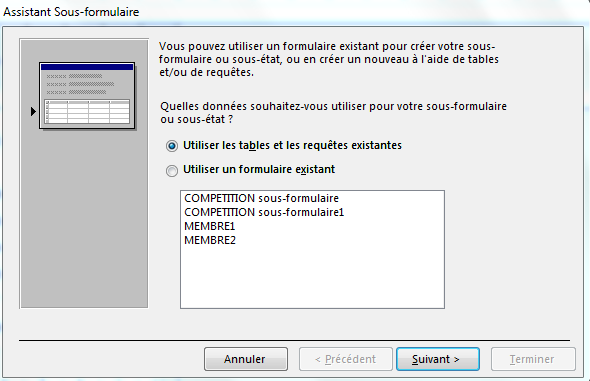 Assistant Sous-formulaire
Vous pouvez utiliser un formulaire existant pour créer votre sous-
formulaire ou sous-état, ou en créer un nouveau à l'aide de tables
et/ou de requêtes.
Quelles données souhaitez-vous utiliser pour votre sous-formulaire
ou sous-état ?
Utiliser les tables et les requêtes existantes
Utiliser un formulaire existant
COMPETITION sous-formulaire
COMPETITION sous-formulaire1
MEMBRE1
MEMBRE2
Annuler
< Précédent
Suivant >
Terminer